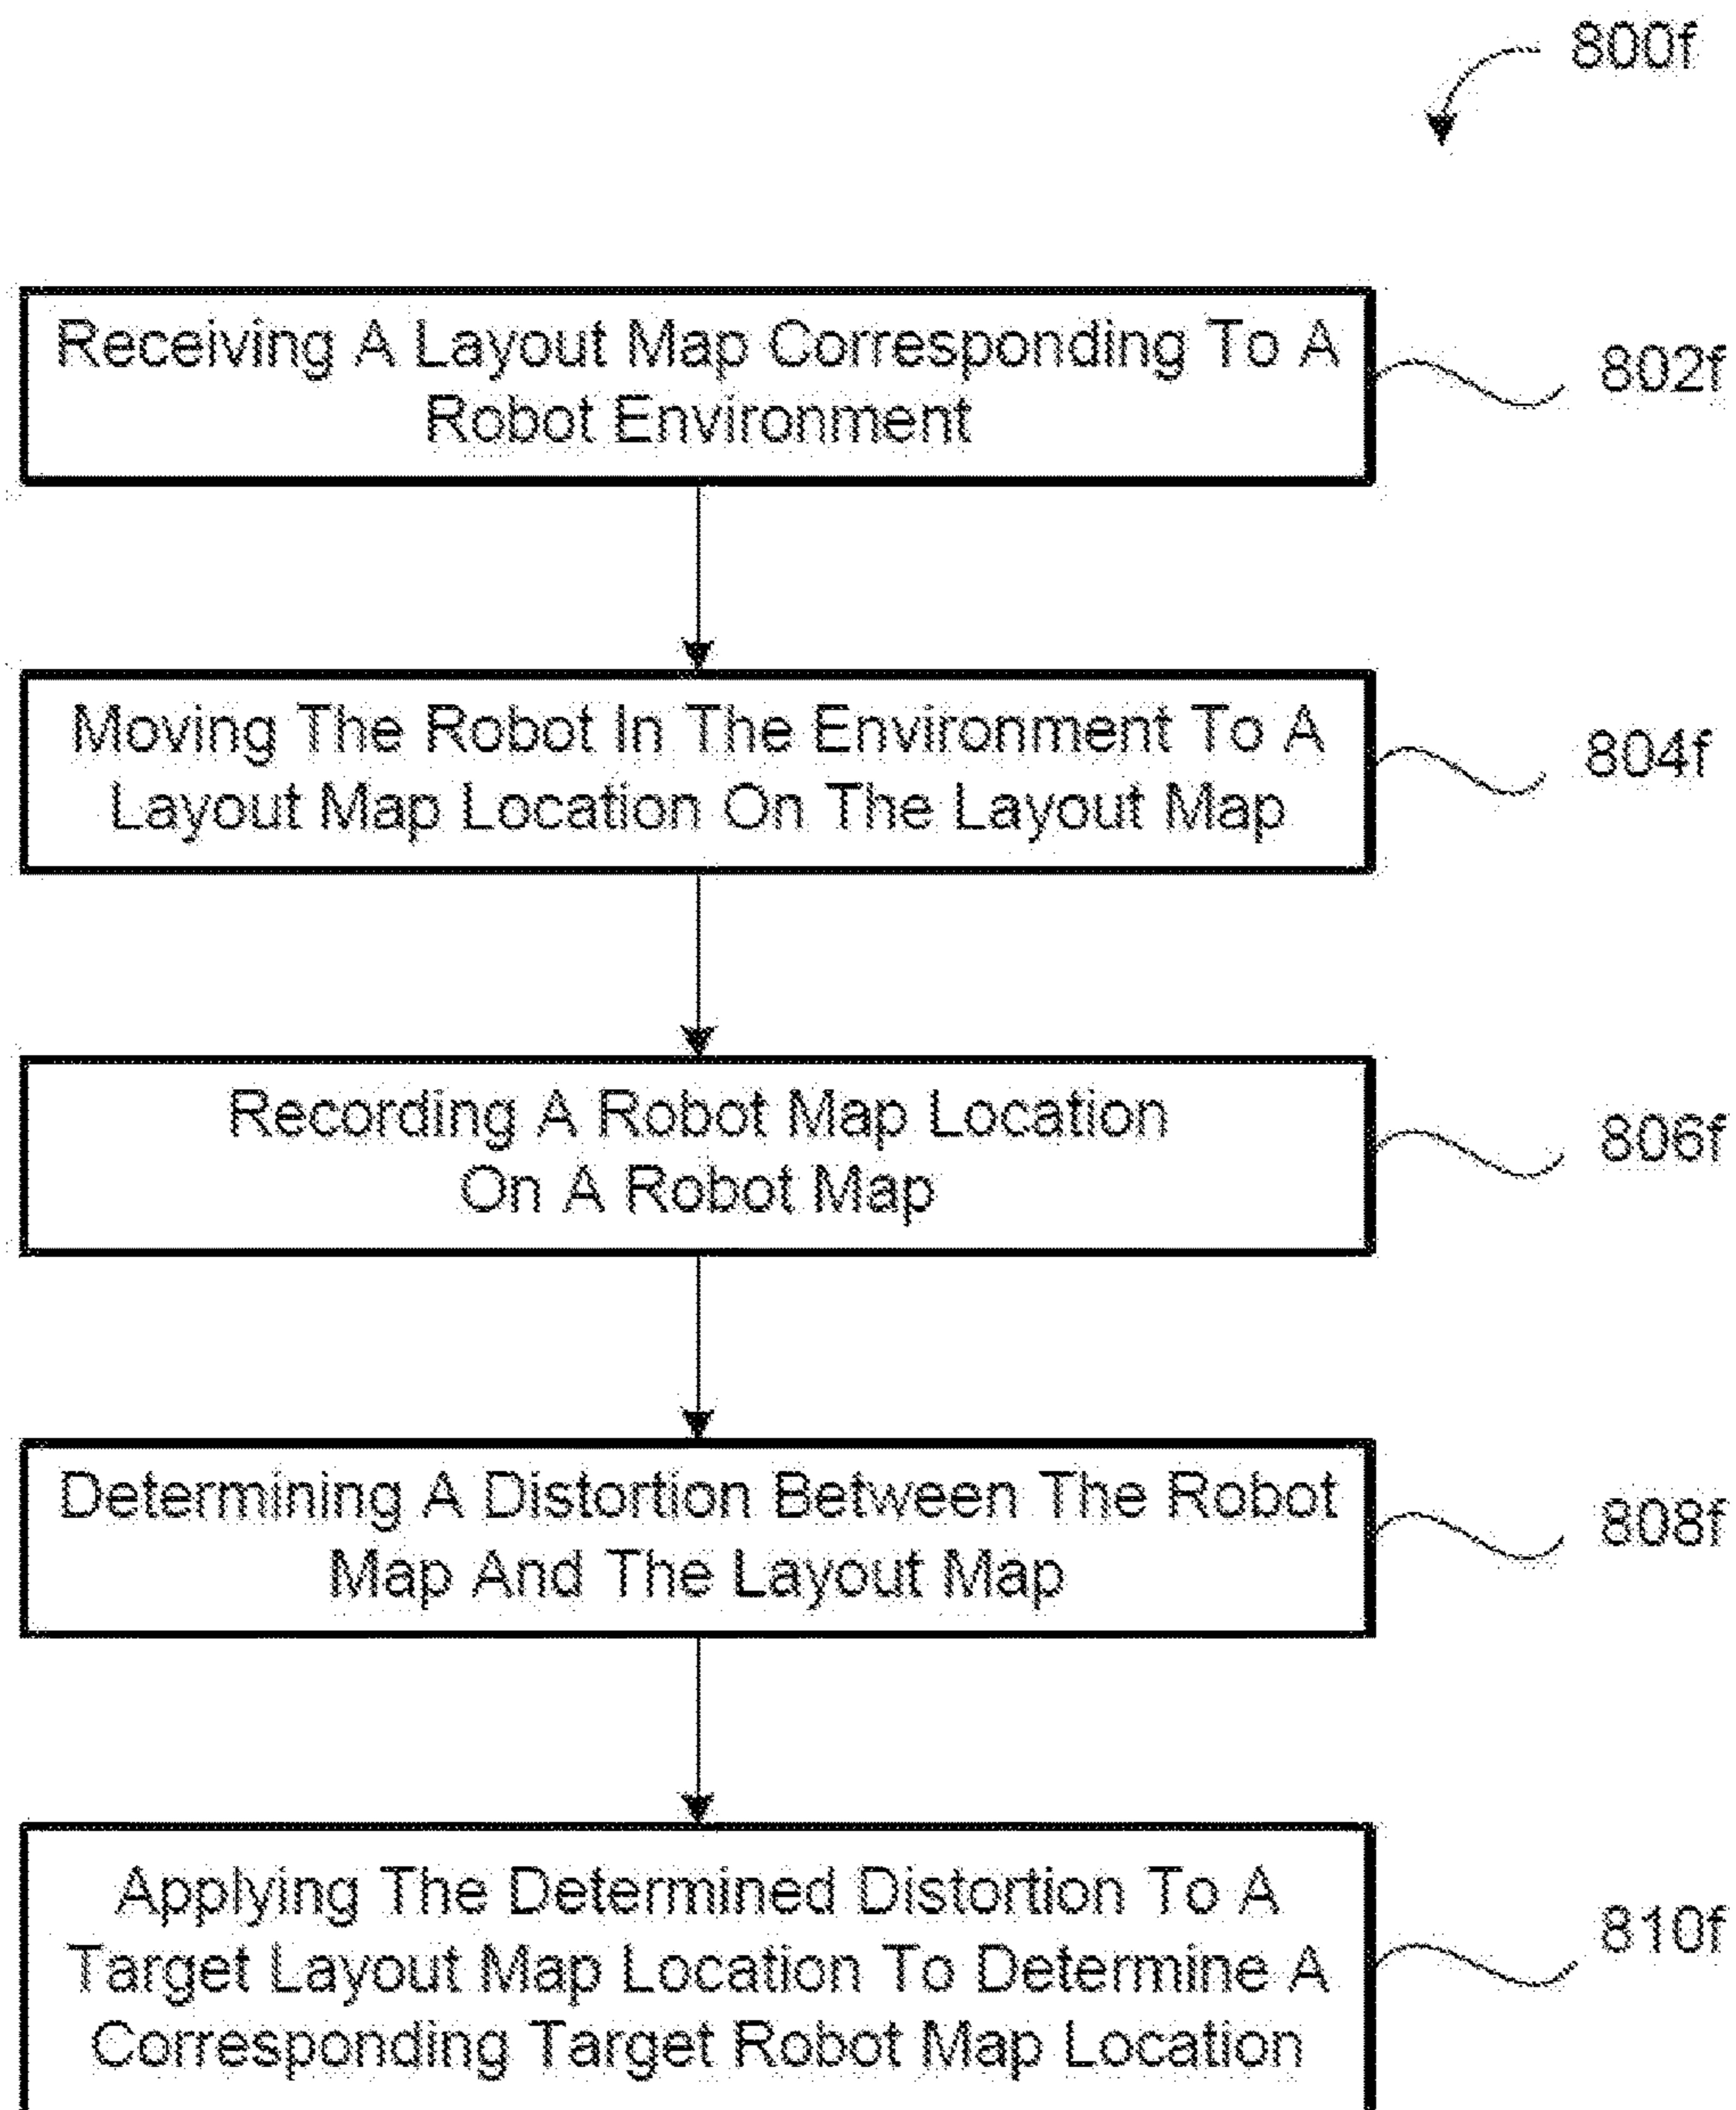 800f
Receiving A Layout Map Corresponding To A
Robot Environment
802f
Moving The Robot In The Environment To A
Layout Map Location On The Layout Map
804f
Recording A Robot Map Location
On A Robot Map
806f
Determining A Distortion Between The Robot
Map And The Layout Map
808f
Applying The Determined Distortion To A
Target Layout Map Location To Determine A
Corresponding Target Robot Map Location
810f